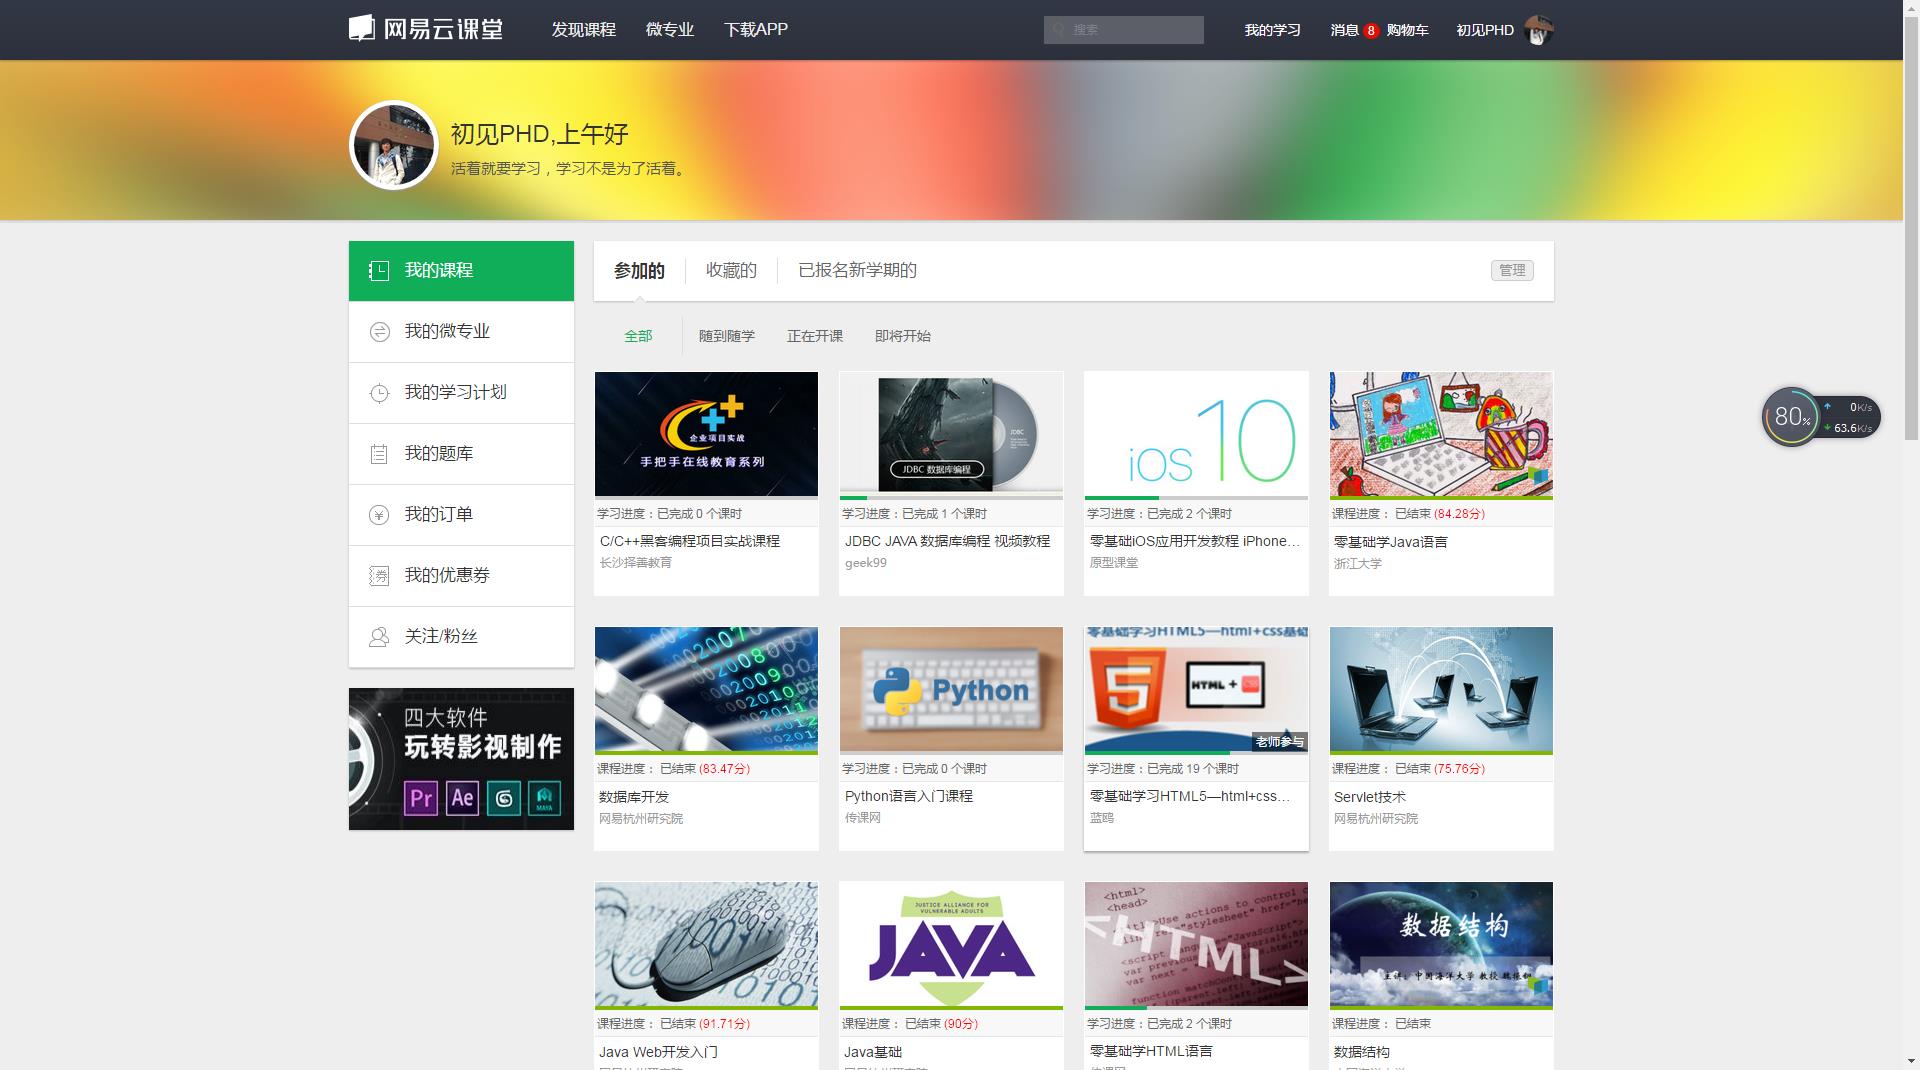 网易云课堂 发现课程 微专业 下载APP 搜索 我的学习 消息 8 购物车 初见PHD
初见PHD,上午好
活着就要学习，学习不是为了活着。
我的课程
我的微专业
我的学习计划
我的题库
我的订单
我的优惠券
关注/粉丝
四大软件
玩转影视制作
Pr Ae MAYA
参加的 收藏的 已报名新学期的 管理
全部 随到随学 正在开课 即将开始
企业项目实战
手把手在线教育系列
学习进度：已完成 0 个课时
C/C++黑客编程项目实战课程
长沙择善教育
JDBC
JDBC 数据库编程
学习进度：已完成 1 个课时
JDBC JAVA 数据库编程 视频教程
geek99
iOS 10
学习进度：已完成 2 个课时
零基础iOS应用开发教程 iPhone…
原型课堂
课程进度： 已结束 (84.28分)
零基础学Java语言
浙江大学
80% 0K/s
63.6K/s
课程进度： 已结束 (83.47分)
数据库开发
网易杭州研究院
Python
学习进度：已完成 0 个课时
Python语言入门课程
传课网
零基础学习HTML5—html+css基础
HTML +
老师参与
学习进度：已完成 19 个课时
零基础学习HTML5—html+css…
蓝鸥
课程进度： 已结束 (75.76分)
Servlet技术
网易杭州研究院
课程进度： 已结束 (91.71分)
Java Web开发入门
JUSTICE ALLIANCE FOR
VULNERABLE ADULTS
JAVA
课程进度： 已结束 (90分)
Java基础
<html>
<head>
<HTML>
学习进度：已完成 2 个课时
零基础学HTML语言
数据结构
主讲：中国海洋大学 教授
课程进度： 已结束
数据结构